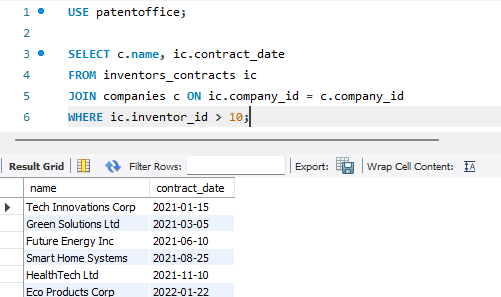 1 USE patentoffice;
2
3 SELECT c.name, ic.contract_date
4 FROM inventors_contracts ic
5 JOIN companies c ON ic.company_id = c.company_id
6 WHERE ic.inventor_id > 10;
Result Grid Filter Rows: Export: Wrap Cell Content: IA
name contract_date
Tech Innovations Corp 2021-01-15
Green Solutions Ltd 2021-03-05
Future Energy Inc 2021-06-10
Smart Home Systems 2021-08-25
HealthTech Ltd 2021-11-10
Eco Products Corp 2022-01-22